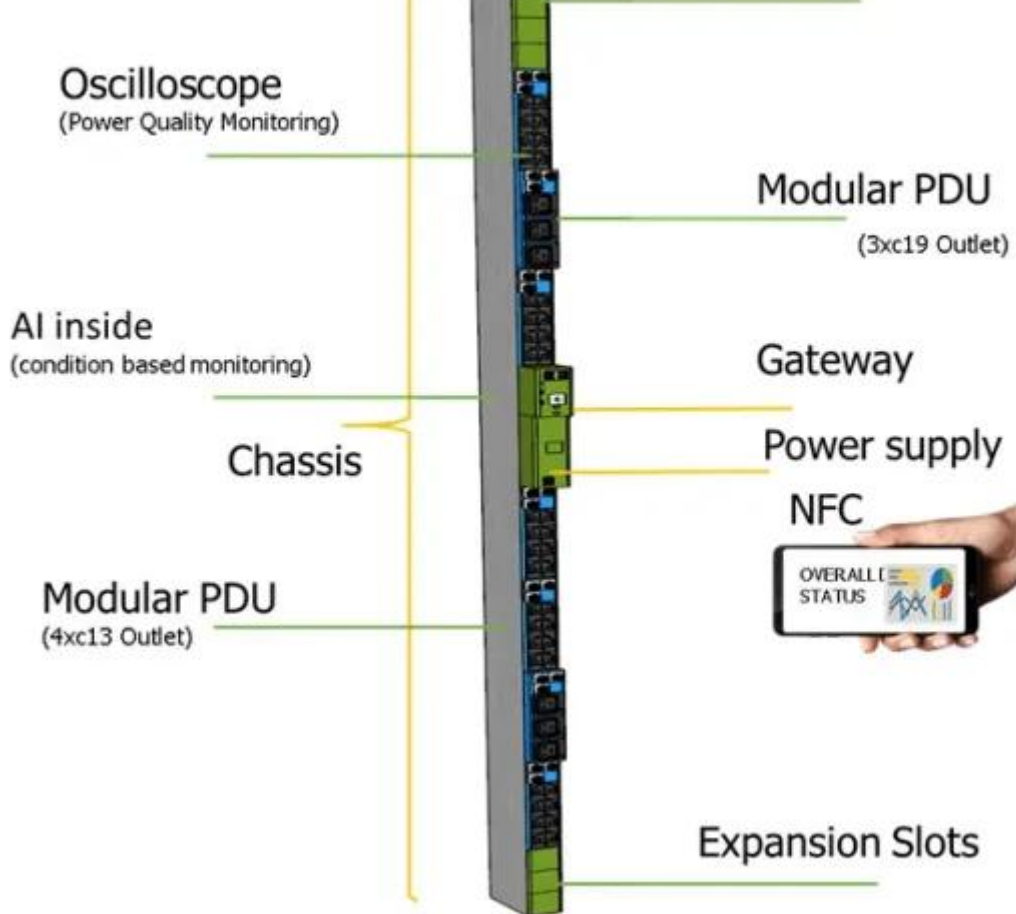 Oscilloscope
(Power Quality Monitoring)
Modular PDU
(3xc19 Outlet)
AI inside
(condition based monitoring)
Gateway
Chassis
Power supply
NFC
OVERALL
STATUS
Modular PDU
(4xc13 Outlet)
Expansion Slots